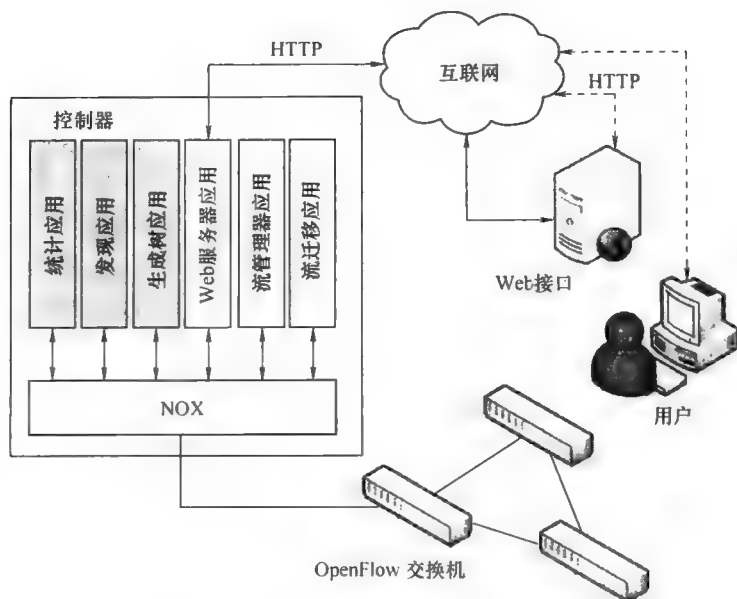 HTTP
互联网
HTTP
控制器
统计应用
发现应用
生成树应用
Web服务器应用
流管理器应用
流迁移应用
Web接口
NOX
用户
OpenFlow 交换机